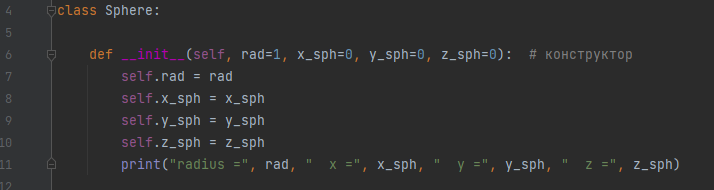 4 class Sphere:
5
6 def __init__(self, rad=1, x_sph=0, y_sph=0, z_sph=0):  # конструктор
7 self.rad = rad
8 self.x_sph = x_sph
9 self.y_sph = y_sph
10 self.z_sph = z_sph
11 print("radius =", rad, "  x =", x_sph, "  y =", y_sph, "  z =", z_sph)
12